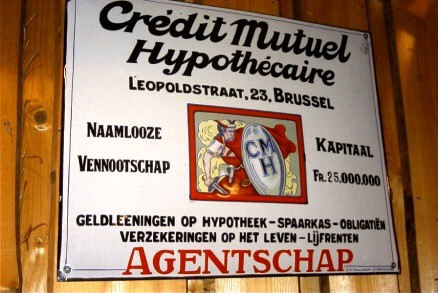 Crédit Mutuel
Hypothécaire
LEOPOLDSTRAAT, 23, BRUSSEL
NAAMLOOZE
VENNOOTSCHAP
CMH
KAPITAAL
FR. 25.000.000
GELDLEENINGEN OP HYPOTHEEK - SPAARKAS - OBLIGATIËN
VERZEKERINGEN OP HET LEVEN - LIJFRENTEN
AGENTSCHAP